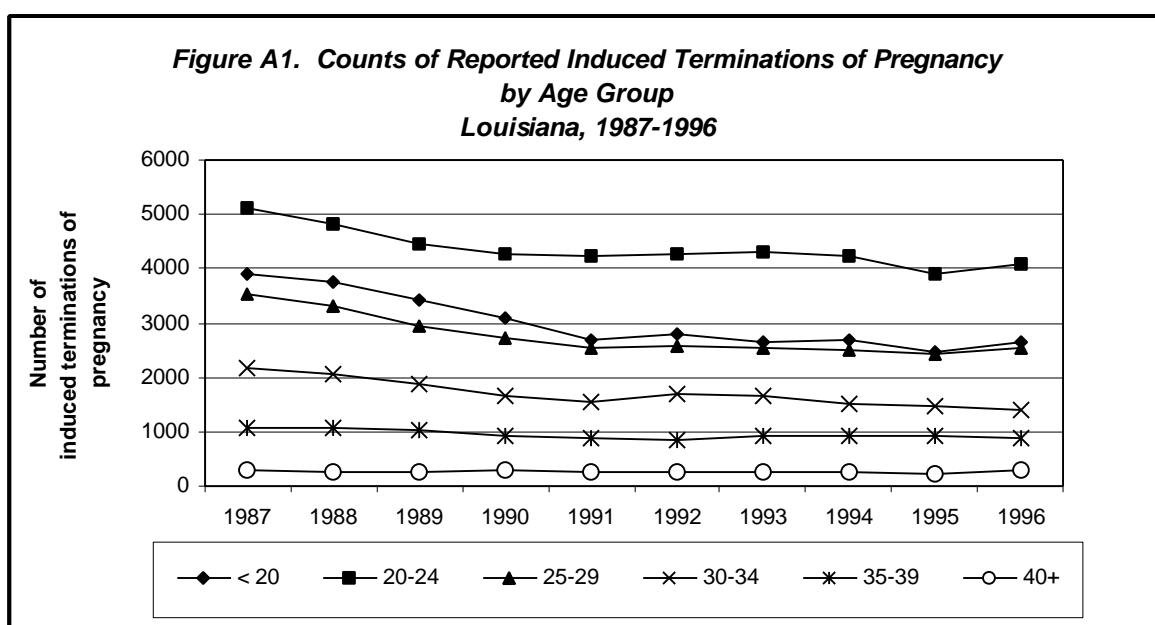 Figure A1. Counts of Reported Induced Terminations of Pregnancy
by Age Group
Louisiana, 1987-1996
Number of
induced terminations of
pregnancy
6000
5000
4000
3000
2000
1000
0
1987 1988 1989 1990 1991 1992 1993 1994 1995 1996
< 20 20-24 25-29 30-34 35-39 40+